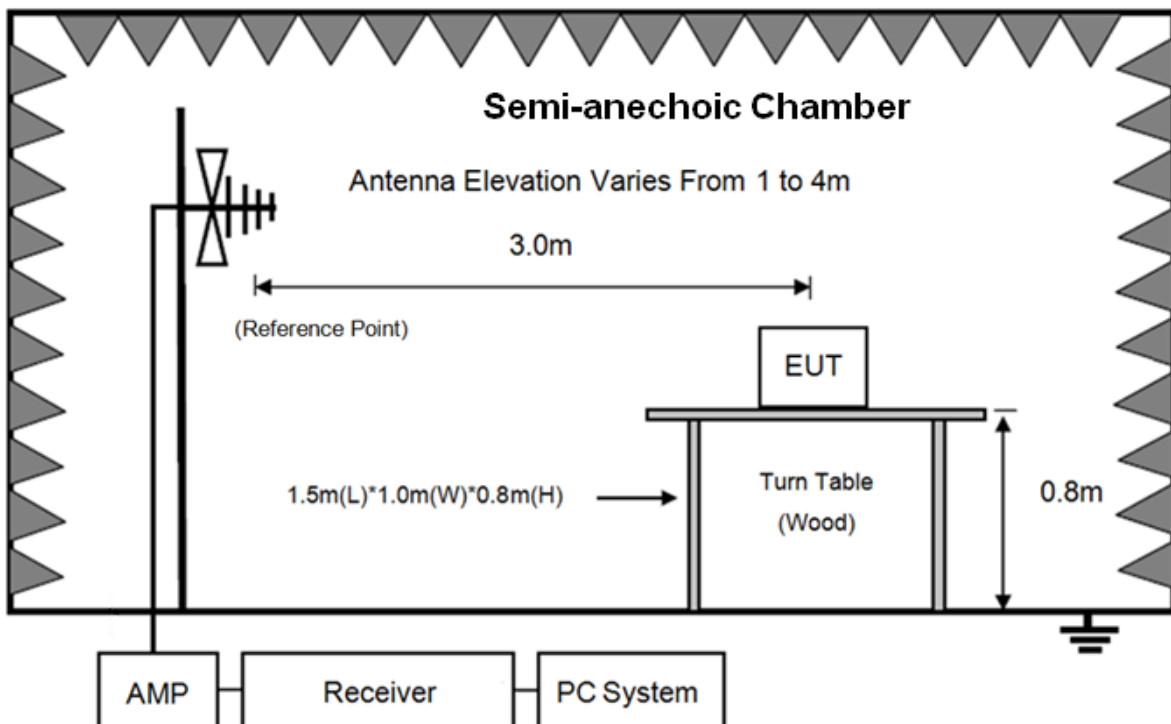 Semi-anechoic Chamber
Antenna Elevation Varies From 1 to 4m
3.0m
(Reference Point)
EUT
1.5m(L)*1.0m(W)*0.8m(H)
Turn Table
(Wood)
0.8m
AMP
Receiver
PC System